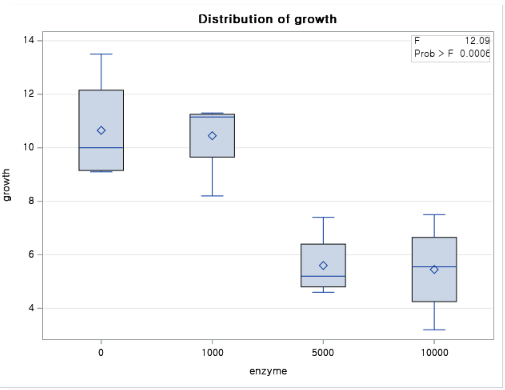 Distribution of growth
F 12.09
Prob > F 0.0006
14
12
10
8
6
4
growth
0 1000 5000 10000
enzyme